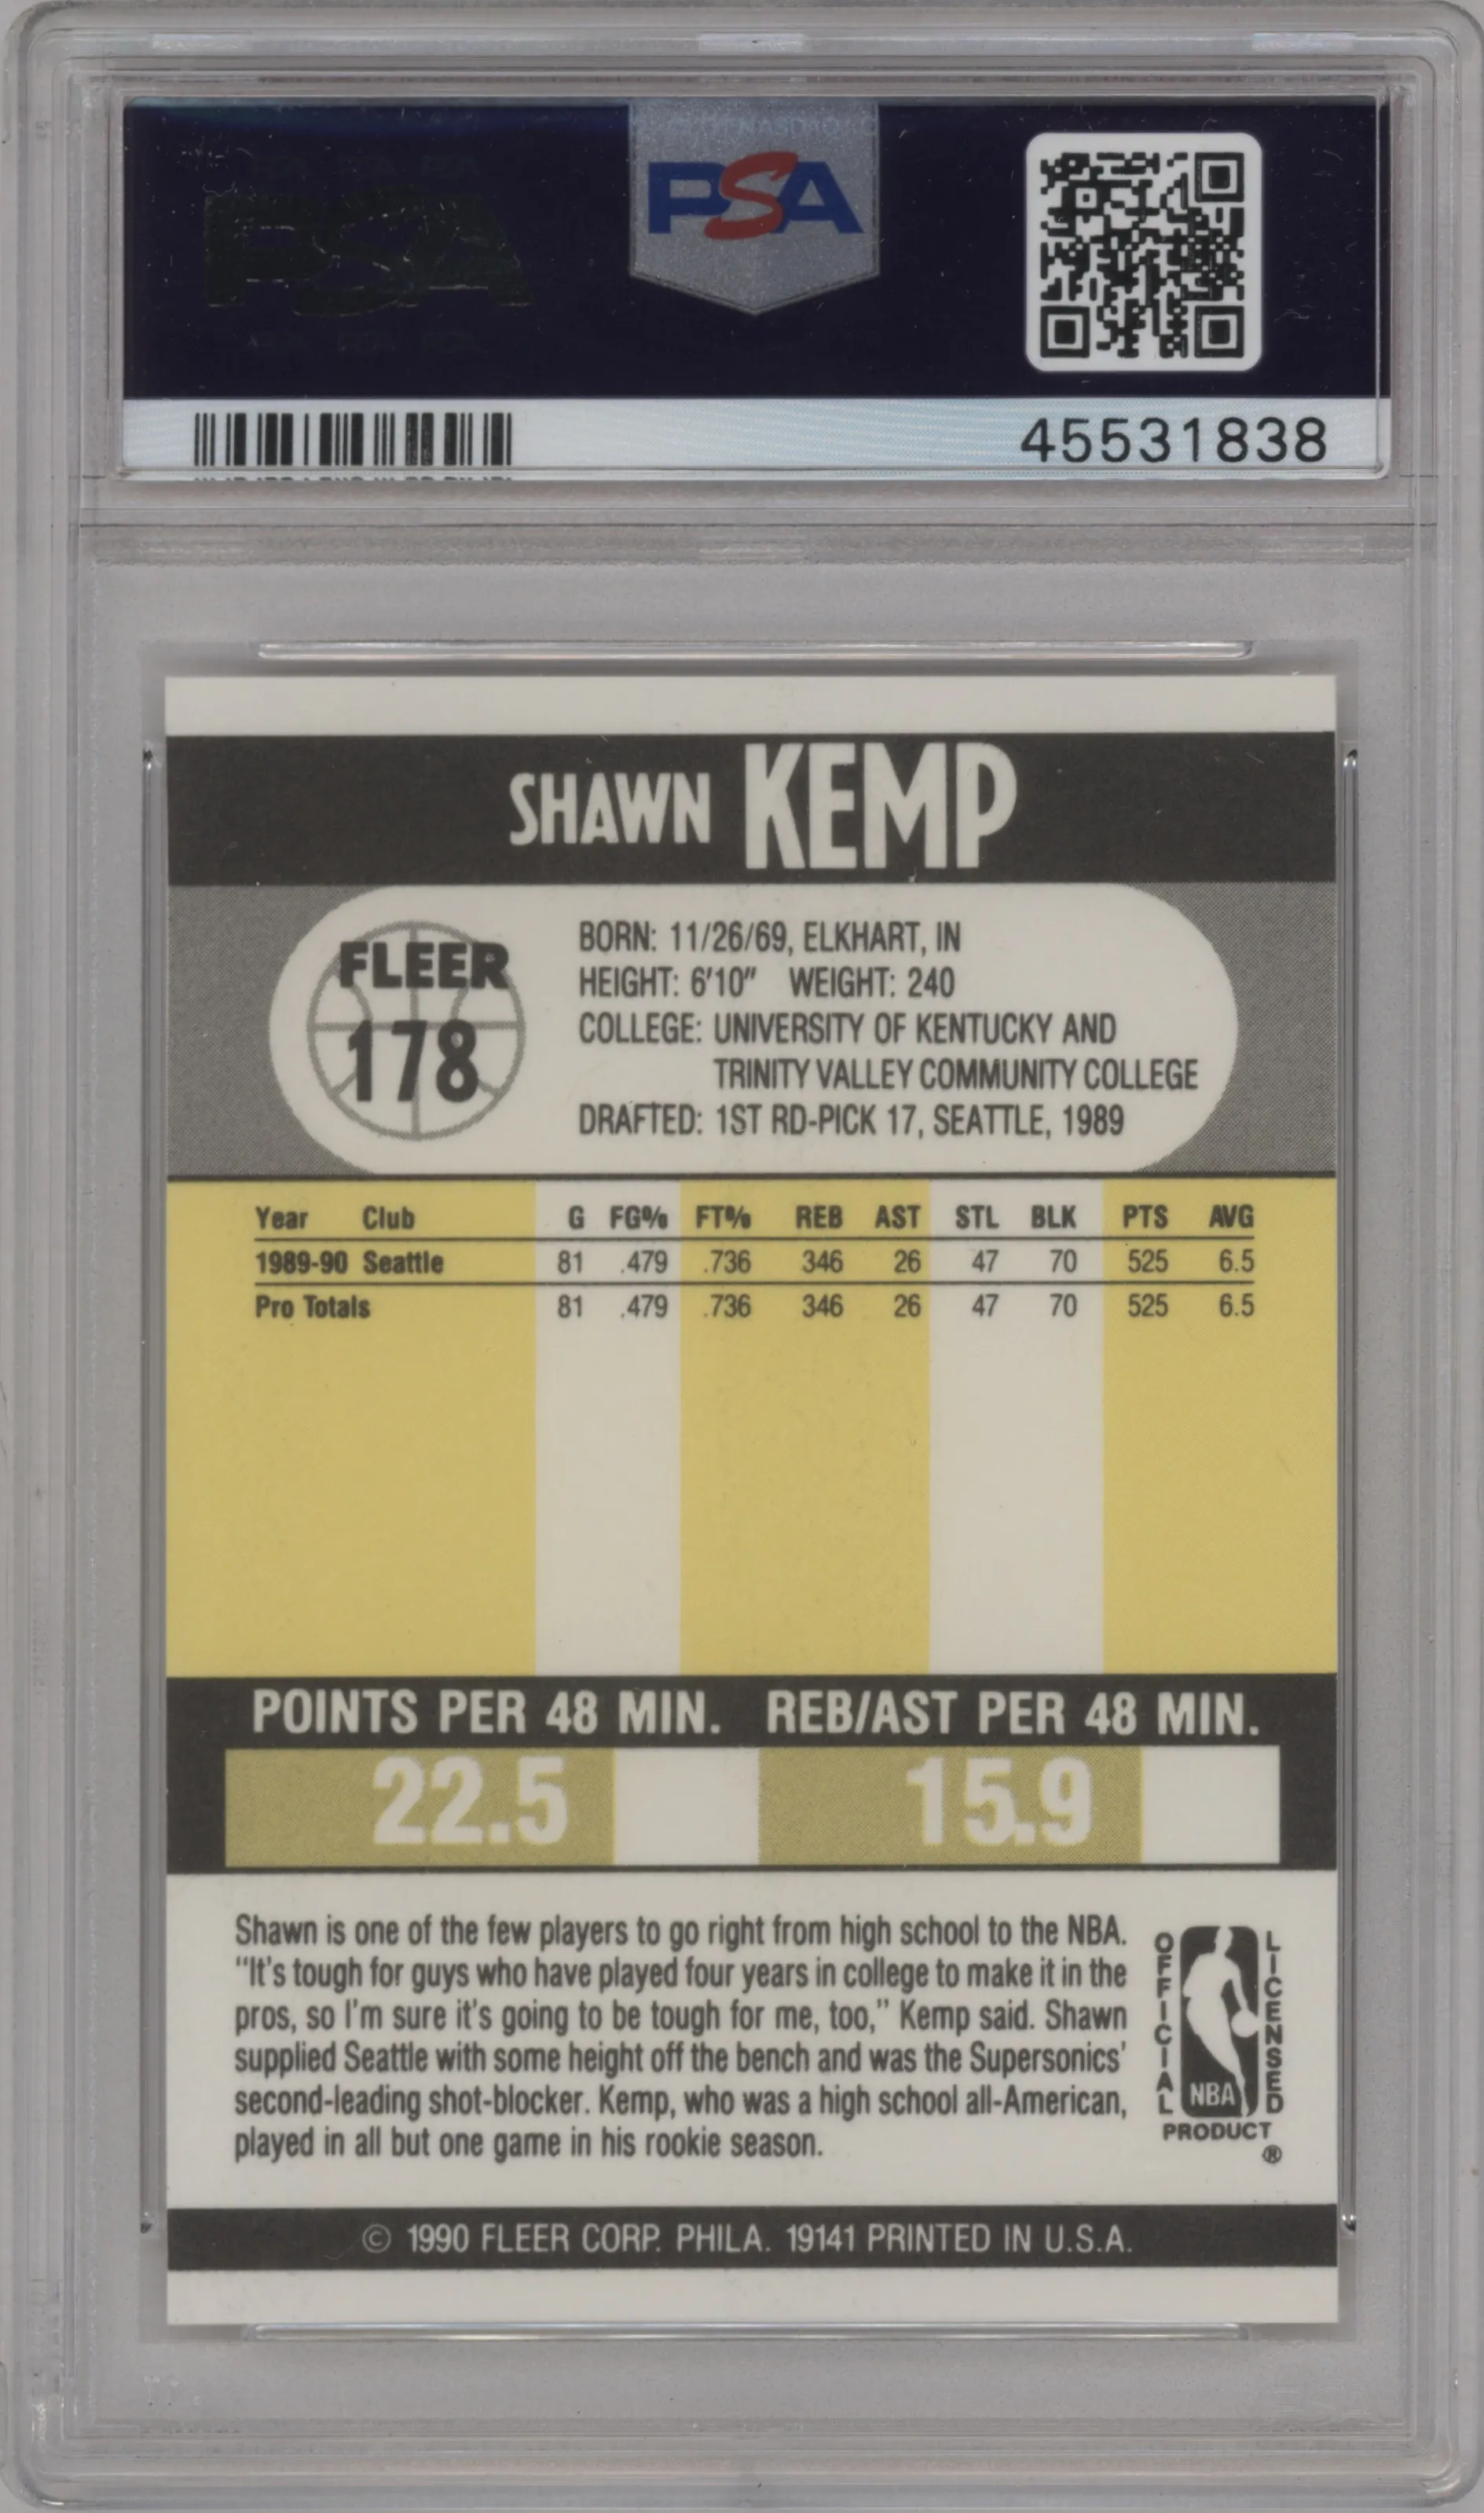 NASDAQ
PSA
PSA
45531838
SHAWN KEMP
FLEER
178
BORN: 11/26/69, ELKHART, IN
HEIGHT: 6'10" WEIGHT: 240
COLLEGE: UNIVERSITY OF KENTUCKY AND
TRINITY VALLEY COMMUNITY COLLEGE
DRAFTED: 1ST RD-PICK 17, SEATTLE, 1989
Year Club G FG% FT% REB AST STL BLK PTS AVG
1989-90 Seattle 81 .479 .736 346 26 47 70 525 6.5
Pro Totals 81 .479 .736 346 26 47 70 525 6.5
POINTS PER 48 MIN. REB/AST PER 48 MIN.
22.5 15.9
Shawn is one of the few players to go right from high school to the NBA.
"It's tough for guys who have played four years in college to make it in the
pros, so I'm sure it's going to be tough for me, too," Kemp said. Shawn
supplied Seattle with some height off the bench and was the Supersonics'
second-leading shot-blocker. Kemp, who was a high school all-American,
played in all but one game in his rookie season.
OFFICIAL LICENSED
NBA
PRODUCT
®
© 1990 FLEER CORP. PHILA. 19141 PRINTED IN U.S.A.